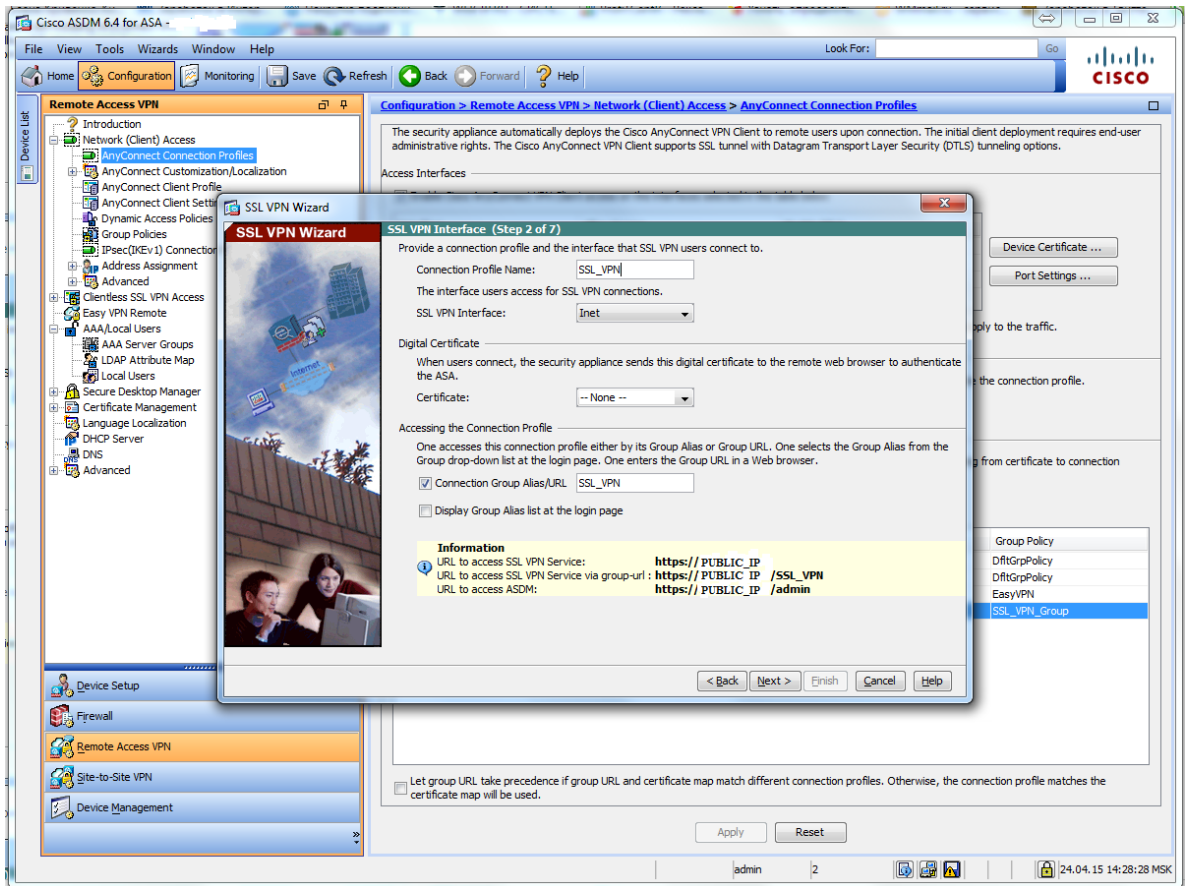 Cisco ASDM 6.4 for ASA -
File View Tools Wizards Window Help
Look For:
Go
Home Configuration Monitoring Save Refresh Back Forward Help
CISCO
Device List
Remote Access VPN
Introduction
Network (Client) Access
AnyConnect Connection Profiles
AnyConnect Customization/Localization
AnyConnect Client Profile
AnyConnect Client Setti
Dynamic Access Policies
Group Policies
IPsec(IKEv1) Connection
Address Assignment
Advanced
Clientless SSL VPN Access
Easy VPN Remote
AAA/Local Users
AAA Server Groups
LDAP Attribute Map
Local Users
Secure Desktop Manager
Certificate Management
Language Localization
DHCP Server
DNS
Advanced
Device Setup
Firewall
Remote Access VPN
Site-to-Site VPN
Device Management
Configuration > Remote Access VPN > Network (Client) Access > AnyConnect Connection Profiles
The security appliance automatically deploys the Cisco AnyConnect VPN Client to remote users upon connection. The initial client deployment requires end-user
administrative rights. The Cisco AnyConnect VPN Client supports SSL tunnel with Datagram Transport Layer Security (DTLS) tunneling options.
Access Interfaces
Device Certificate ...
Port Settings ...
pply to the traffic.
the connection profile.
g from certificate to connection
Group Policy
DfltGrpPolicy
DfltGrpPolicy
EasyVPN
SSL_VPN_Group
SSL VPN Wizard
SSL VPN Wizard
Internet
SSL VPN Interface (Step 2 of 7)
Provide a connection profile and the interface that SSL VPN users connect to.
Connection Profile Name: SSL_VPN
The interface users access for SSL VPN connections.
SSL VPN Interface: Inet
Digital Certificate
When users connect, the security appliance sends this digital certificate to the remote web browser to authenticate
the ASA.
Certificate: -- None --
Accessing the Connection Profile
One accesses this connection profile either by its Group Alias or Group URL. One selects the Group Alias from the
Group drop-down list at the login page. One enters the Group URL in a Web browser.
Connection Group Alias/URL SSL_VPN
Display Group Alias list at the login page
Information
URL to access SSL VPN Service: https:// PUBLIC_IP
URL to access SSL VPN Service via group-url : https:// PUBLIC_IP /SSL_VPN
URL to access ASDM: https:// PUBLIC_IP /admin
< Back Next > Finish Cancel Help
Let group URL take precedence if group URL and certificate map match different connection profiles. Otherwise, the connection profile matches the
certificate map will be used.
Apply Reset
admin 2 24.04.15 14:28:28 MSK